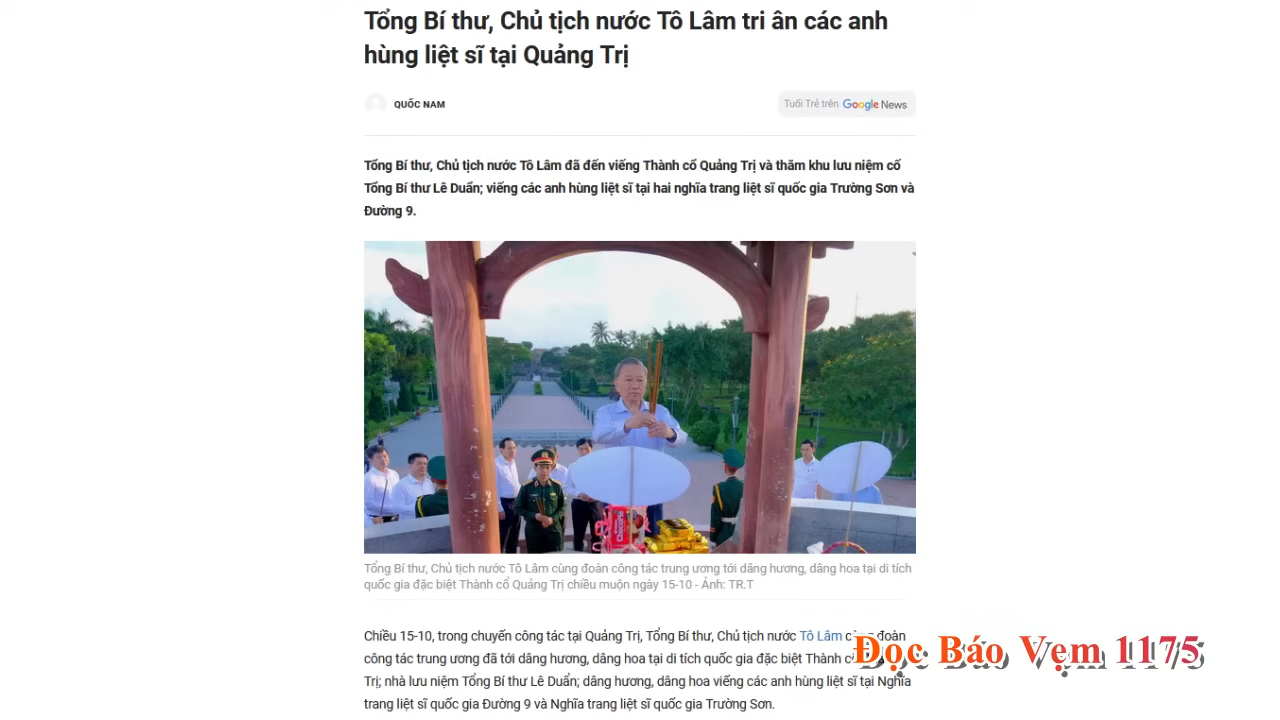 Tổng Bí thư, Chủ tịch nước Tô Lâm tri ân các anh
hùng liệt sĩ tại Quảng Trị
QUỐC NAM
Tuổi Trẻ trên Google News
Tổng Bí thư, Chủ tịch nước Tô Lâm đã đến viếng Thành cổ Quảng Trị và thăm khu lưu niệm cố
Tổng Bí thư Lê Duẩn; viếng các anh hùng liệt sĩ tại hai nghĩa trang liệt sĩ quốc gia Trường Sơn và
Đường 9.
Tổng Bí thư, Chủ tịch nước Tô Lâm cùng đoàn công tác trung ương tới dâng hương, dâng hoa tại di tích
quốc gia đặc biệt Thành cổ Quảng Trị chiều muộn ngày 15-10 - Ảnh: TR.T
Chiều 15-10, trong chuyến công tác tại Quảng Trị, Tổng Bí thư, Chủ tịch nước Tô Lâm đoàn
công tác trung ương đã tới dâng hương, dâng hoa tại di tích quốc gia đặc biệt Thành
Trị; nhà lưu niệm Tổng Bí thư Lê Duẩn; dâng hương, dâng hoa viếng các anh hùng liệt sĩ tại Nghĩa
trang liệt sĩ quốc gia Đường 9 và Nghĩa trang liệt sĩ quốc gia Trường Sơn.
Đọc Báo Vẹm 1175